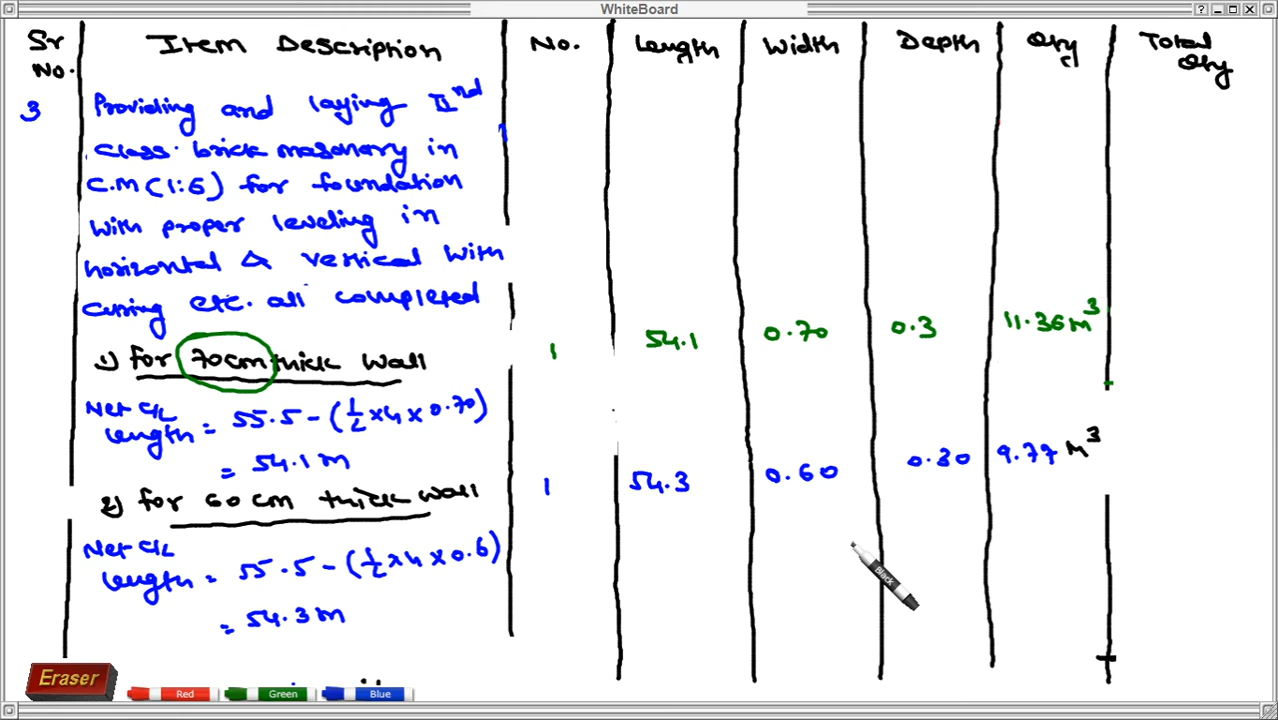 WhiteBoard
Sr No. Item Description No. Length Width Depth Qty Total Qty
3 Providing and laying IInd
class. brick masonary in
C.M (1:6) for foundation
with proper leveling in
horizontal & vertical with
curing etc. all completed
1) for 70cm thick wall 1 54.1 0.70 0.3 11.36 M³
Net C/L length = 55.5 - (1/2 x 4 x 0.70)
= 54.1 m
2) for 60 cm thick wall 1 54.3 0.60 0.30 9.77 M³
Net C/L length = 55.5 - (1/2 x 4 x 0.6)
= 54.3 m
Black
Eraser Red Green Blue